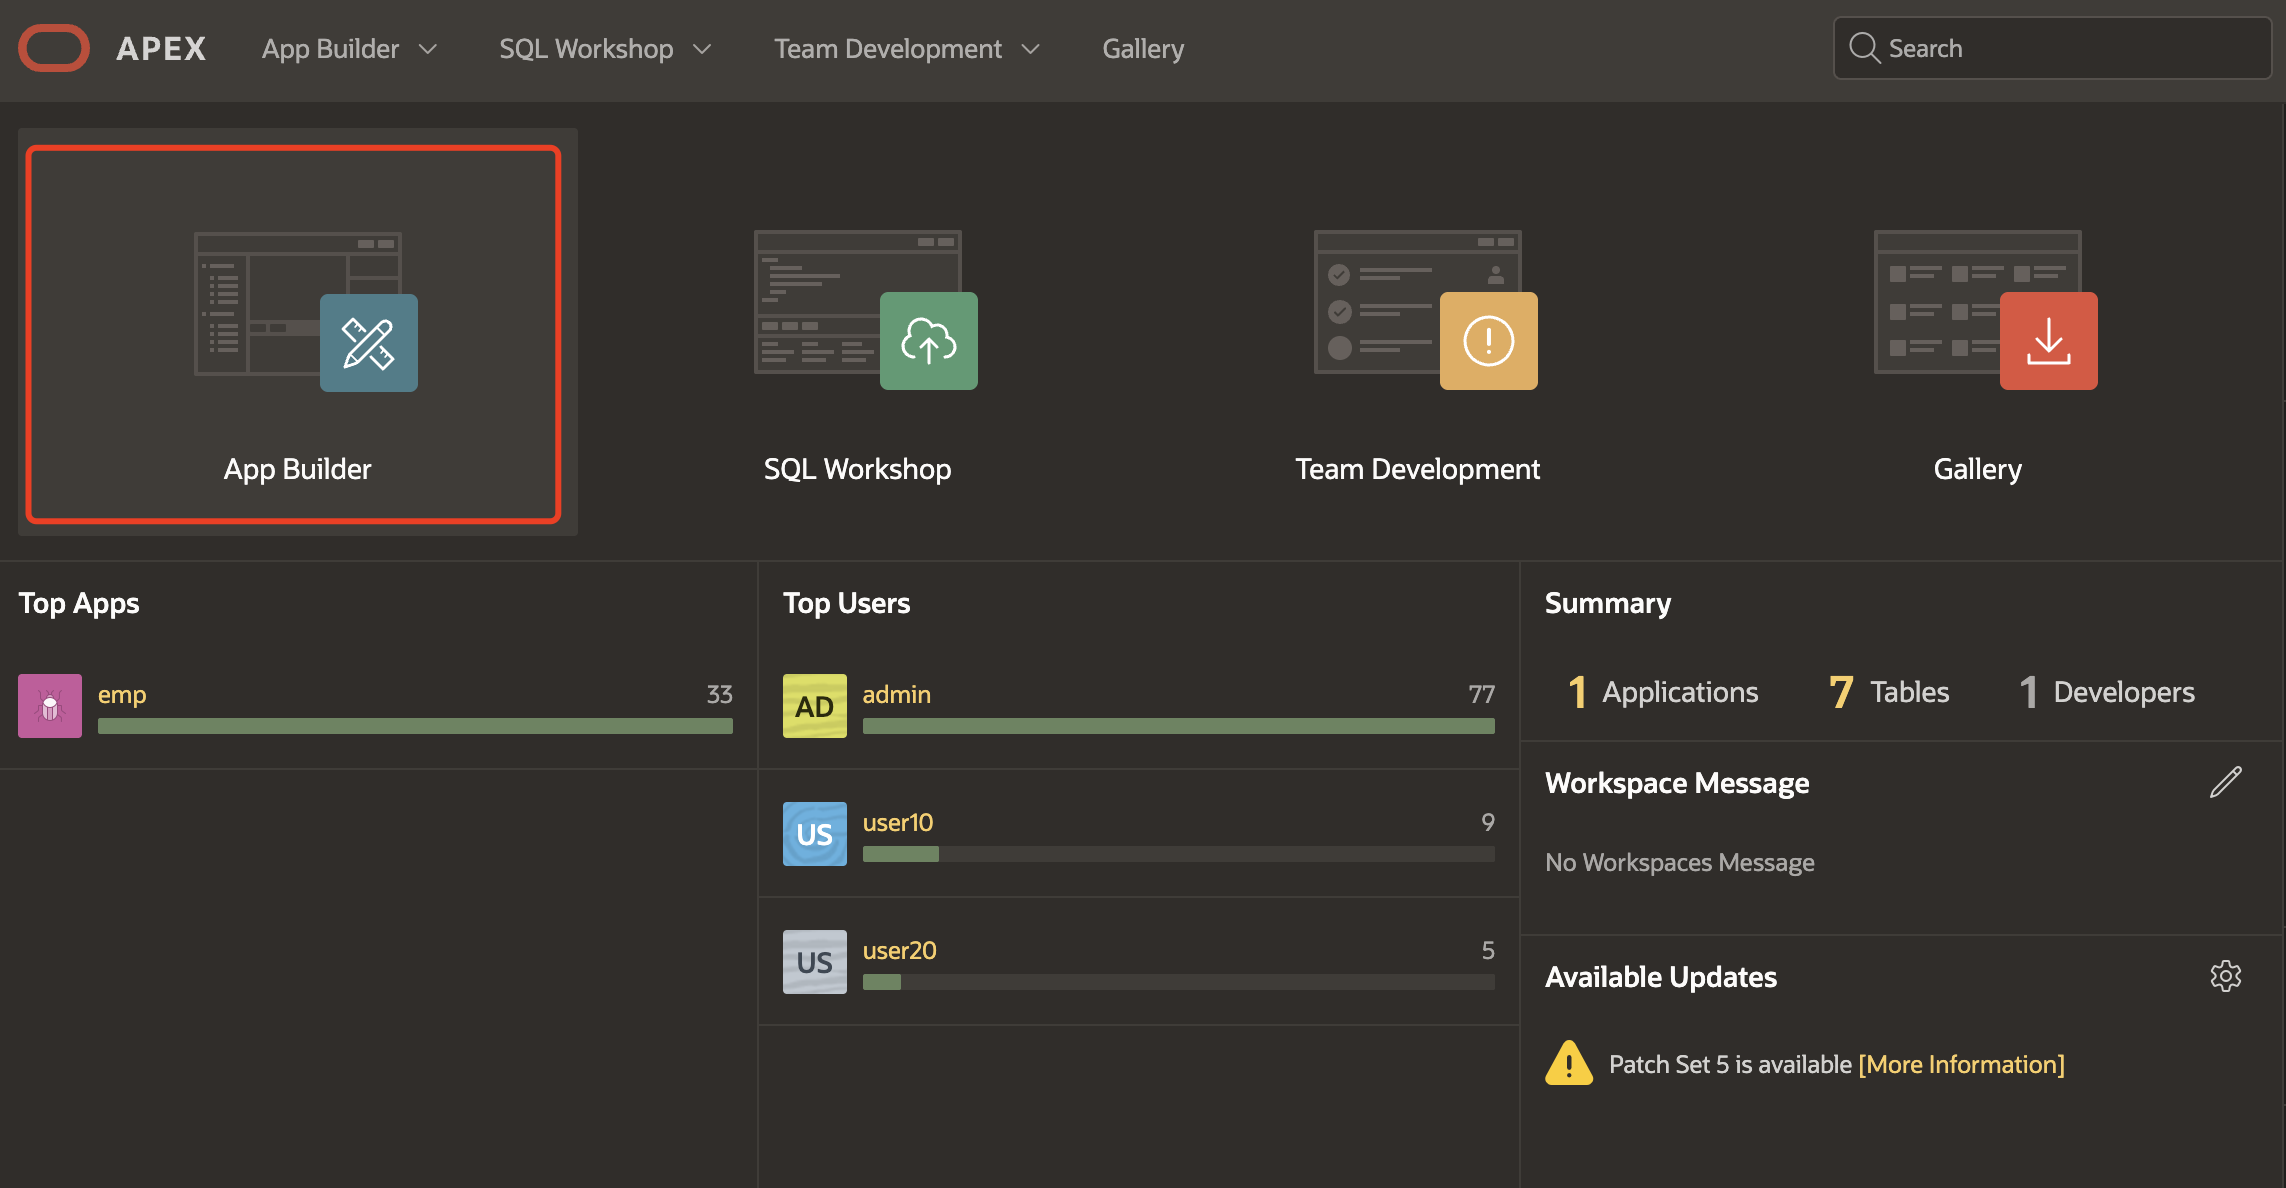 APEX App Builder SQL Workshop Team Development Gallery Search
App Builder SQL Workshop Team Development Gallery
Top Apps
emp 33
Top Users
AD admin 77
US user10 9
US user20 5
Summary
1 Applications 7 Tables 1 Developers
Workspace Message
No Workspaces Message
Available Updates
Patch Set 5 is available [More Information]